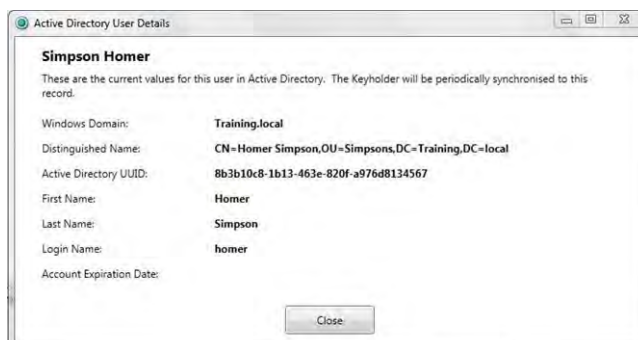 Active Directory User Details
Simpson Homer
These are the current values for this user in Active Directory. The Keyholder will be periodically synchronised to this
record.
Windows Domain: Training.local
Distinguished Name: CN=Homer Simpson,OU=Simpsons,DC=Training,DC=local
Active Directory UUID: 8b3b10c8-1b13-463e-820f-a976d8134567
First Name: Homer
Last Name: Simpson
Login Name: homer
Account Expiration Date:
Close